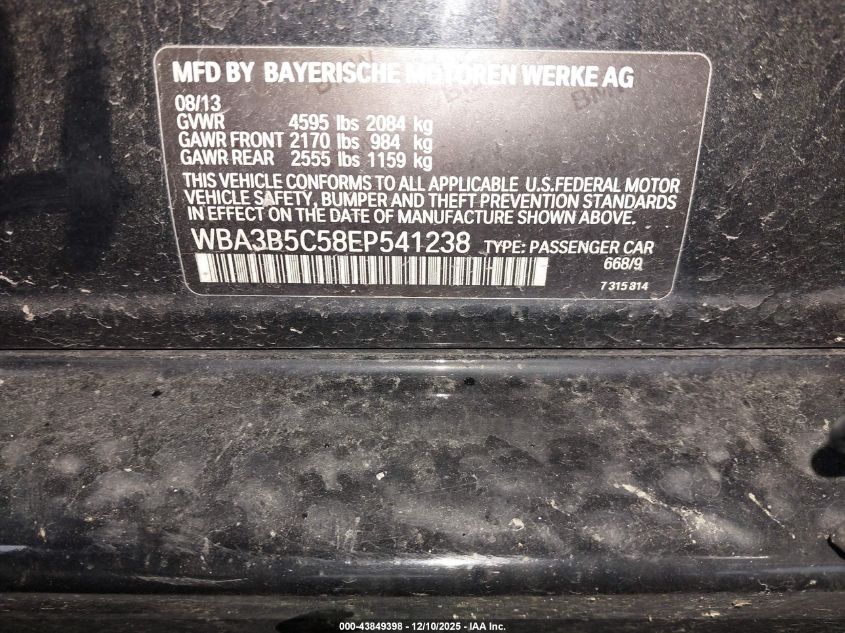 MFD BY BAYERISCHE MOTOREN WERKE AG
08/13
GVWR 4595 lbs 2084 kg
GAWR FRONT 2170 lbs 984 kg
GAWR REAR 2555 lbs 1159 kg
THIS VEHICLE CONFORMS TO ALL APPLICABLE U.S.FEDERAL MOTOR
VEHICLE SAFETY, BUMPER AND THEFT PREVENTION STANDARDS
IN EFFECT ON THE DATE OF MANUFACTURE SHOWN ABOVE.
WBA3B5C58EP541238 TYPE: PASSENGER CAR
668/9
7 315 814
000-43849398 - 12/10/2025 - IAA Inc.